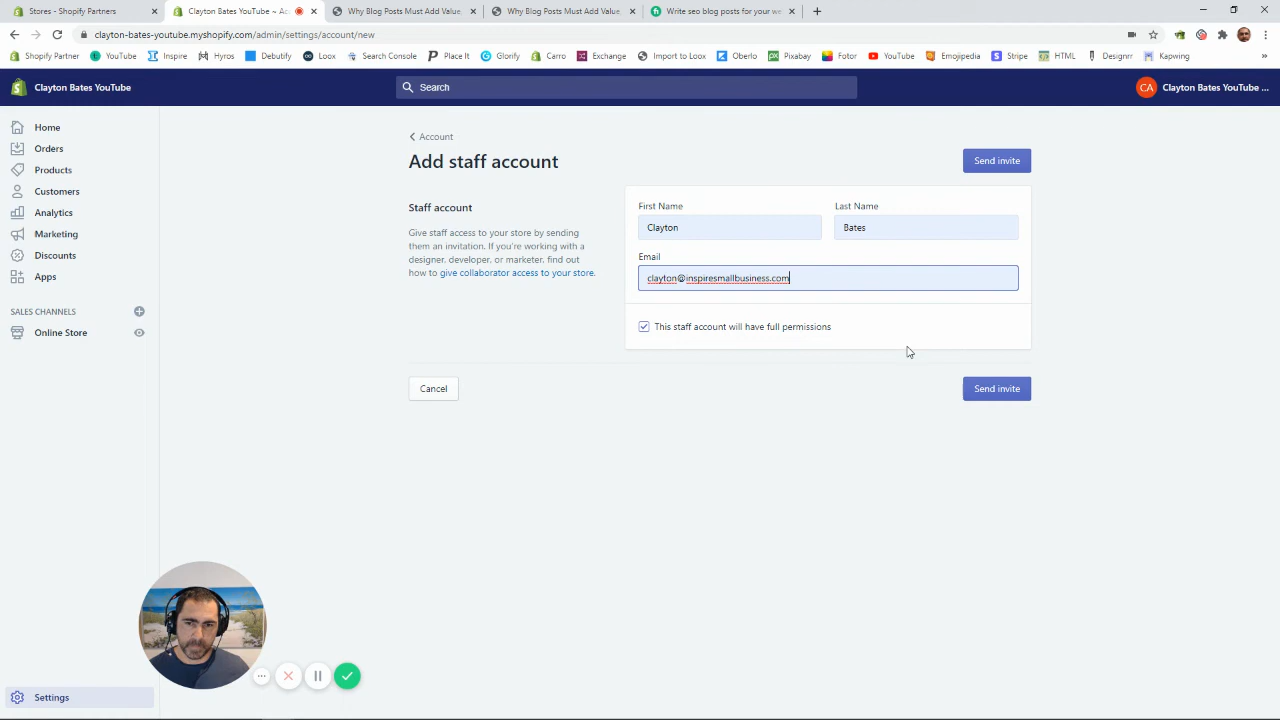 Stores - Shopify Partners
Clayton Bates YouTube ~ Ac
Why Blog Posts Must Add Value,
Why Blog Posts Must Add Value,
Write seo blog posts for your we
clayton-bates-youtube.myshopify.com/admin/settings/account/new
Shopify Partner
YouTube
Inspire
Hyros
Debutify
Loox
Search Console
Place It
Glorify
Carro
Exchange
Import to Loox
Oberlo
Pixabay
Fotor
YouTube
Emojipedia
Stripe
HTML
Designrr
Kapwing
Clayton Bates YouTube
Search
CA
Clayton Bates YouTube ...
Home
Orders
Products
Customers
Analytics
Marketing
Discounts
Apps
SALES CHANNELS
Online Store
Settings
Account
Add staff account
Send invite
Staff account
Give staff access to your store by sending
them an invitation. If you're working with a
designer, developer, or marketer, find out
how to give collaborator access to your store.
First Name
Last Name
Clayton
Bates
Email
clayton@inspiresmallbusiness.com
This staff account will have full permissions
Cancel
Send invite